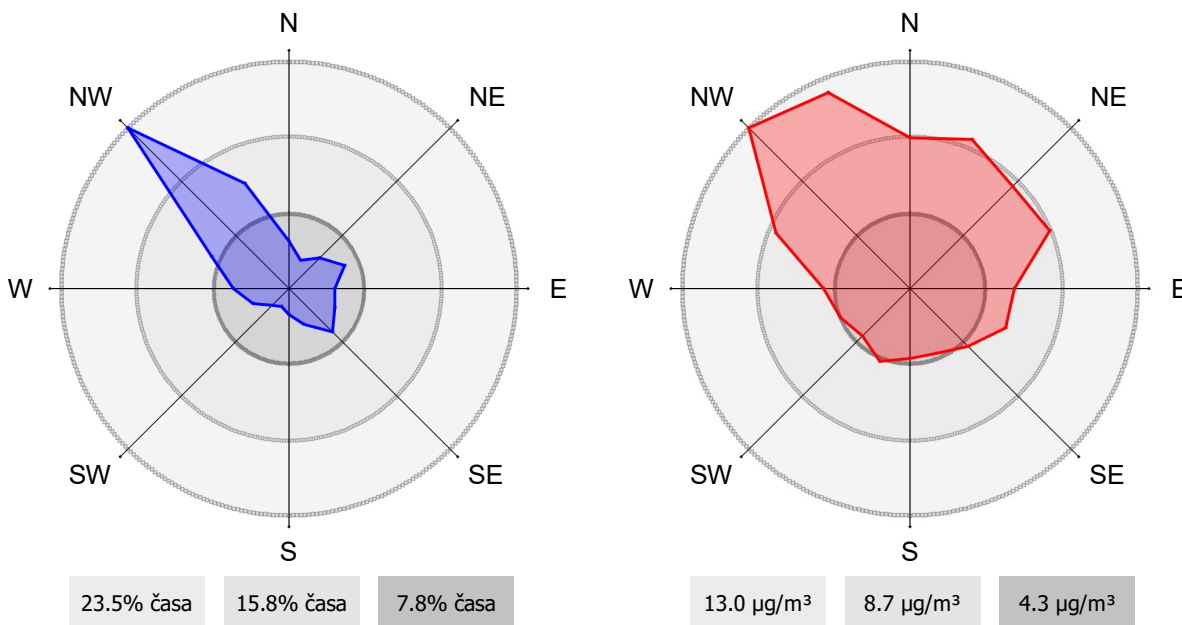 N
NE
E
SE
S
SW
W
NW
23.5% časa
15.8% časa
7.8% časa
N
NE
E
SE
S
SW
W
NW
13.0 µg/m³
8.7 µg/m³
4.3 µg/m³